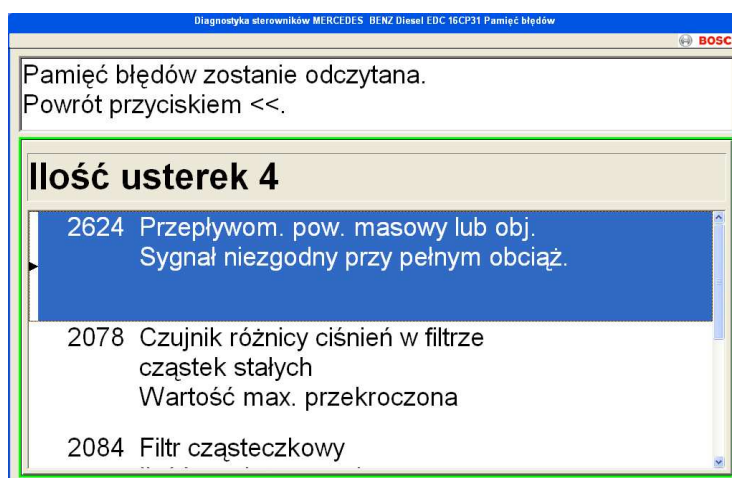 Diagnostyka sterowników MERCEDES BENZ Diesel EDC 16CP31 Pamięć błędów
BOSC
Pamięć błędów zostanie odczytana.
Powrót przyciskiem <<.
Ilość usterek 4
2624 Przepływom. pow. masowy lub obj.
Sygnał niezgodny przy pełnym obciąż.
2078 Czujnik różnicy ciśnień w filtrze
cząstek stałych
Wartość max. przekroczona
2084 Filtr cząsteczkowy